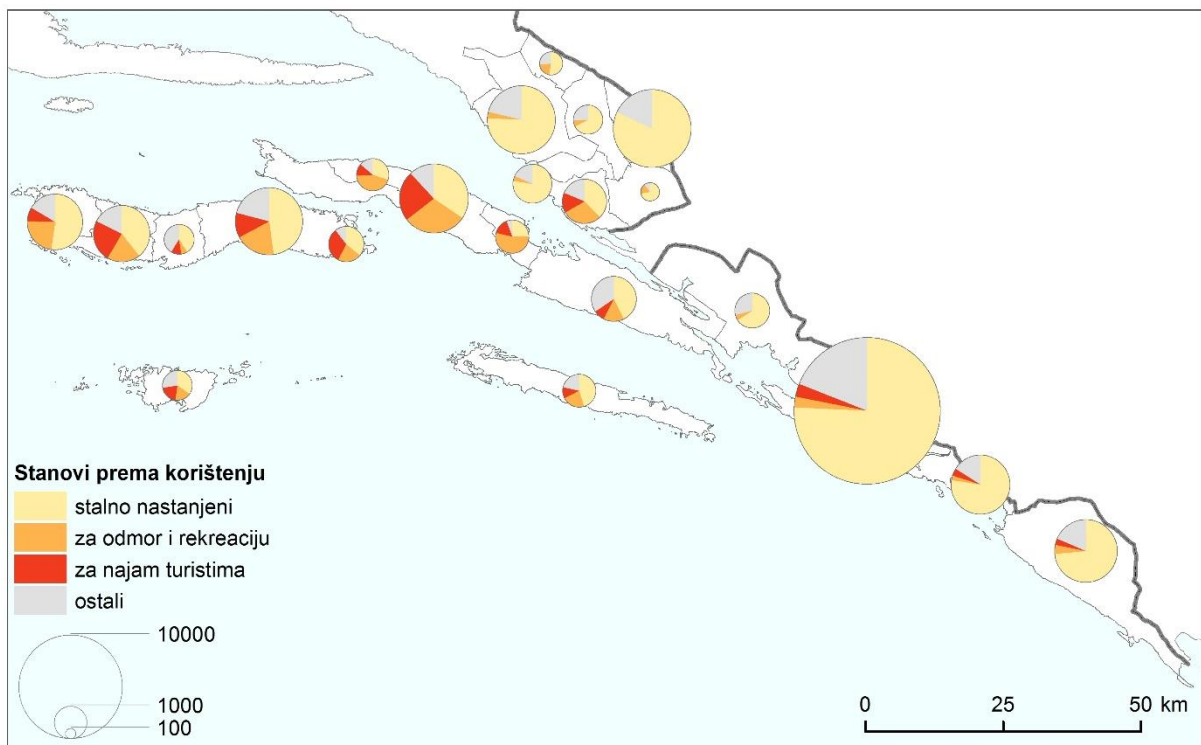 Stanovi prema korištenju
stalno nastanjeni
za odmor i rekreaciju
za najam turistima
ostali
10000
1000
100
0 25 50 km